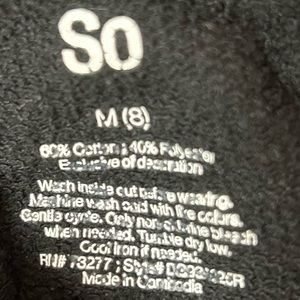 So
M (8)
60% Cotton ; 40% Polyester
Exclusive of decoration
Wash inside out before wearing.
Machine wash cold with like colors.
Gentle cycle. Only non-chlorine bleach
when needed. Tumble dry low.
Cool iron if needed.
RN# 73277 ; Style#
Made in Cambodia